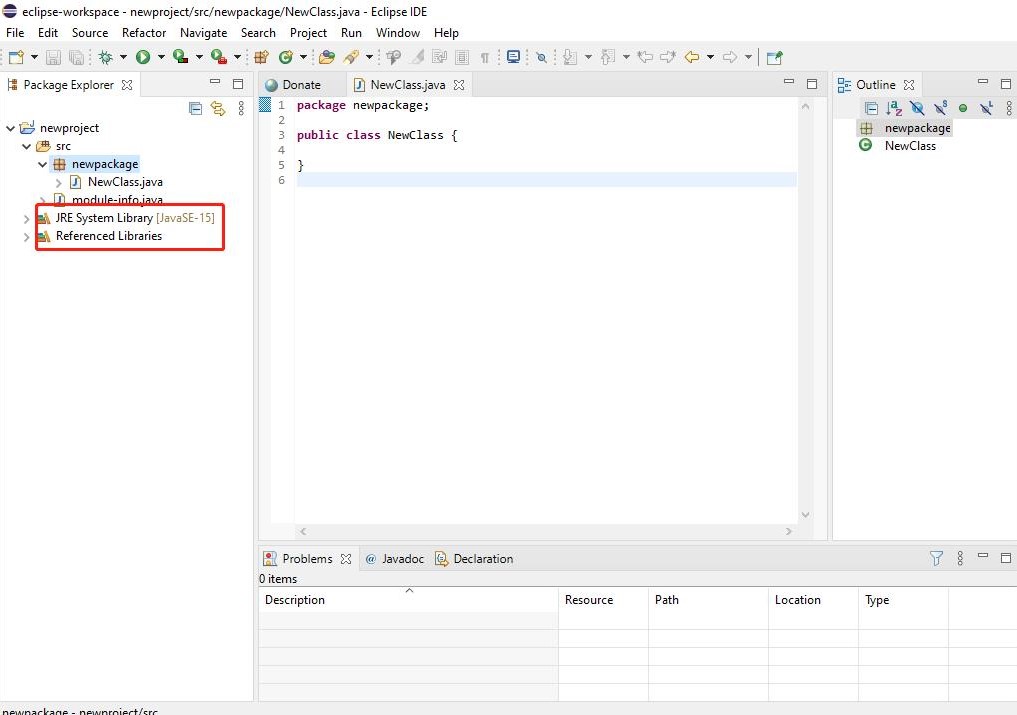 eclipse-workspace - newproject/src/newpackage/NewClass.java - Eclipse IDE
File Edit Source Refactor Navigate Search Project Run Window Help
Package Explorer
newproject
src
newpackage
NewClass.java
module-info.java
JRE System Library [JavaSE-15]
Referenced Libraries
Donate NewClass.java
1 package newpackage;
2
3 public class NewClass {
4
5 }
6
Outline
newpackage
NewClass
Problems @ Javadoc Declaration
0 items
Description Resource Path Location Type
newpackage - newproject/src